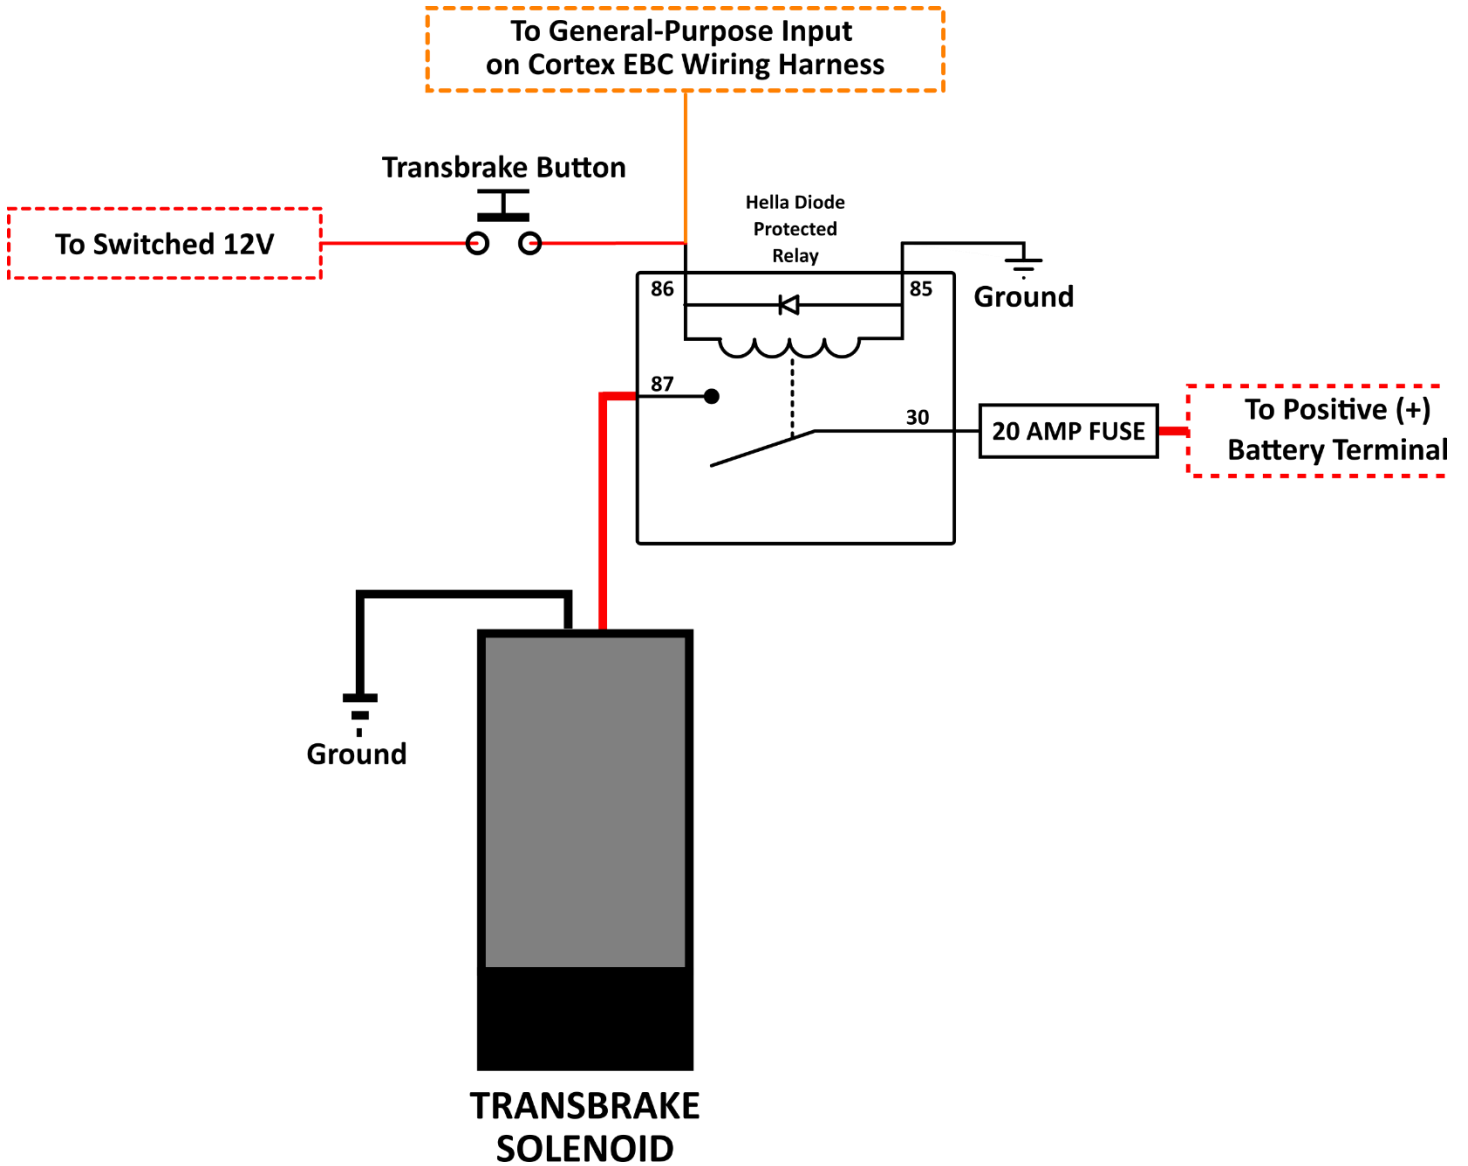 To General-Purpose Input
on Cortex EBC Wiring Harness
Transbrake Button
Hella Diode
Protected
Relay
To Switched 12V
86
85
Ground
87
30
20 AMP FUSE
To Positive (+)
Battery Terminal
Ground
TRANSBRAKE
SOLENOID